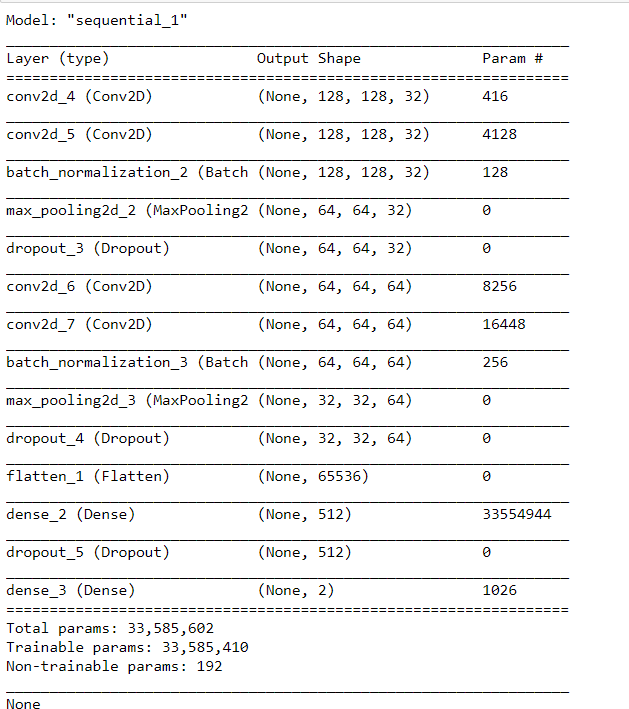 Model: "sequential_1"
_________________________________________________________________
Layer (type)                 Output Shape              Param #
=================================================================
conv2d_4 (Conv2D)            (None, 128, 128, 32)      416
_________________________________________________________________
conv2d_5 (Conv2D)            (None, 128, 128, 32)      4128
_________________________________________________________________
batch_normalization_2 (Batch (None, 128, 128, 32)      128
_________________________________________________________________
max_pooling2d_2 (MaxPooling2 (None, 64, 64, 32)        0
_________________________________________________________________
dropout_3 (Dropout)          (None, 64, 64, 32)        0
_________________________________________________________________
conv2d_6 (Conv2D)            (None, 64, 64, 64)        8256
_________________________________________________________________
conv2d_7 (Conv2D)            (None, 64, 64, 64)        16448
_________________________________________________________________
batch_normalization_3 (Batch (None, 64, 64, 64)        256
_________________________________________________________________
max_pooling2d_3 (MaxPooling2 (None, 32, 32, 64)        0
_________________________________________________________________
dropout_4 (Dropout)          (None, 32, 32, 64)        0
_________________________________________________________________
flatten_1 (Flatten)          (None, 65536)             0
_________________________________________________________________
dense_2 (Dense)              (None, 512)               33554944
_________________________________________________________________
dropout_5 (Dropout)          (None, 512)               0
_________________________________________________________________
dense_3 (Dense)              (None, 2)                 1026
=================================================================
Total params: 33,585,602
Trainable params: 33,585,410
Non-trainable params: 192
_________________________________________________________________
None